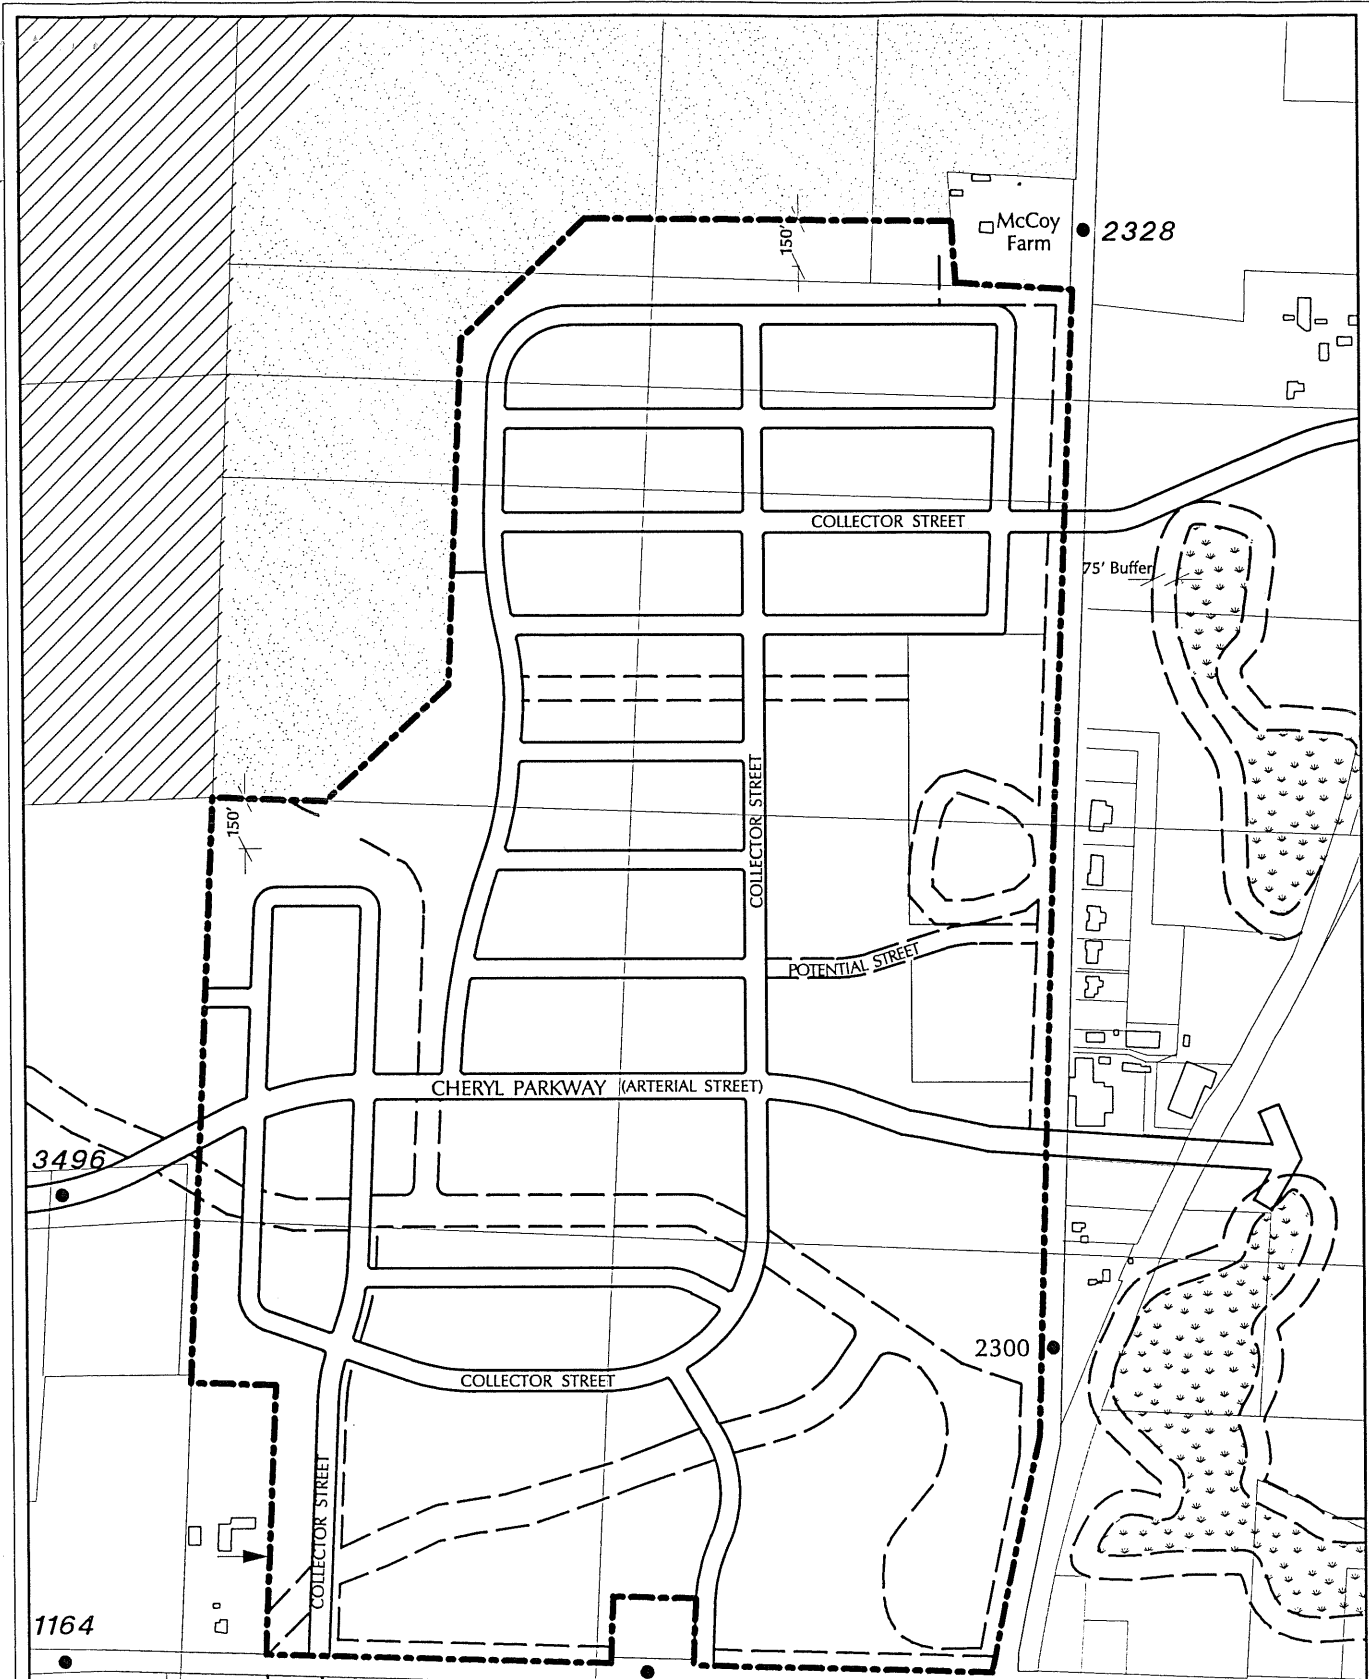 McCoy
Farm
2328
150'
COLLECTOR STREET
75' Buffer
COLLECTOR STREET
150'
POTENTIAL STREET
CHERYL PARKWAY (ARTERIAL STREET)
3496
2300
COLLECTOR STREET
COLLECTOR STREET
1164